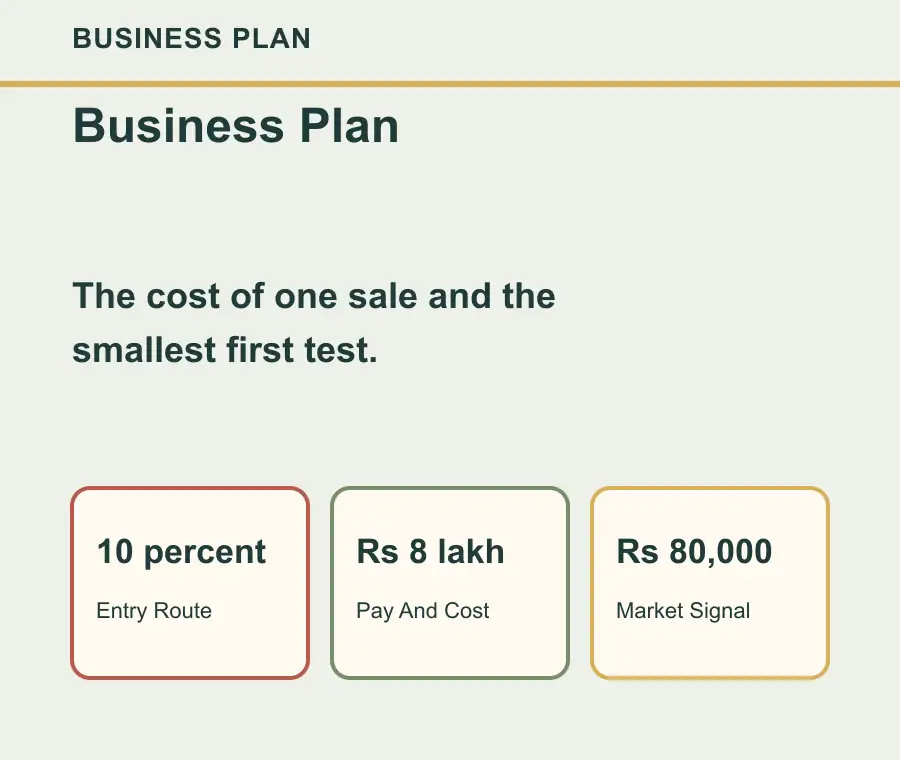 BUSINESS PLAN
Business Plan
The cost of one sale and the
smallest first test.
10 percent
Entry Route
Rs 8 lakh
Pay And Cost
Rs 80,000
Market Signal